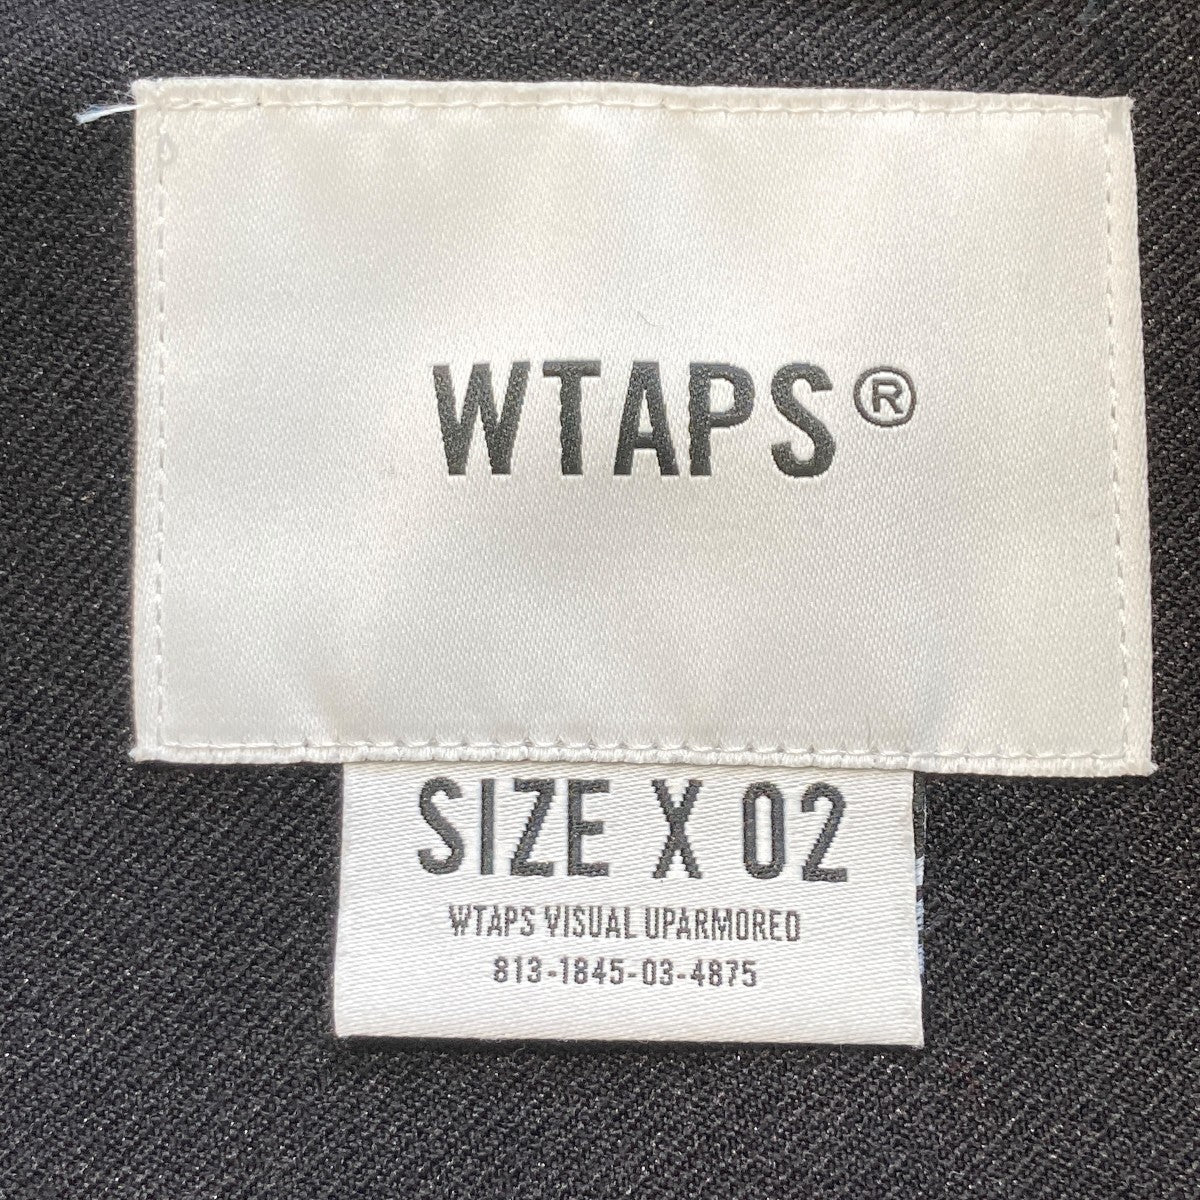 WTAPS®
SIZE X 02
WTAPS VISUAL UPARMORED
813-1845-03-4875